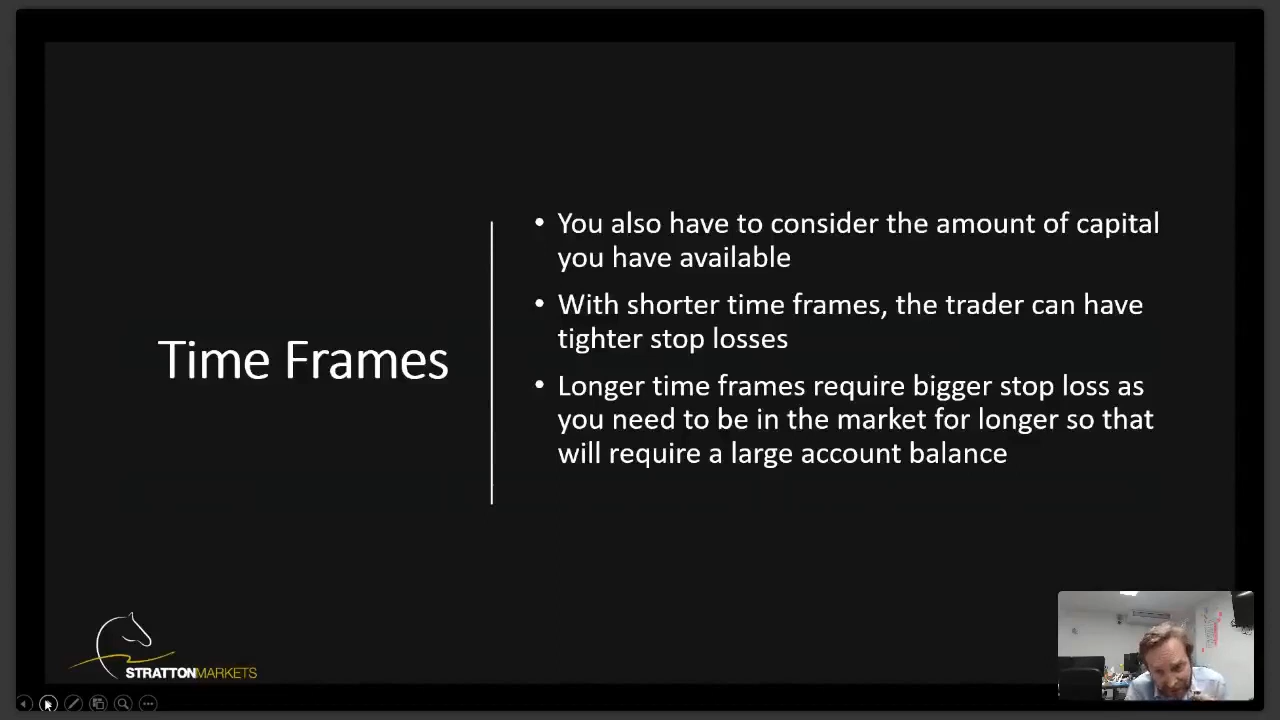 Time Frames
• You also have to consider the amount of capital
you have available
• With shorter time frames, the trader can have
tighter stop losses
• Longer time frames require bigger stop loss as
you need to be in the market for longer so that
will require a large account balance
STRATTONMARKETS